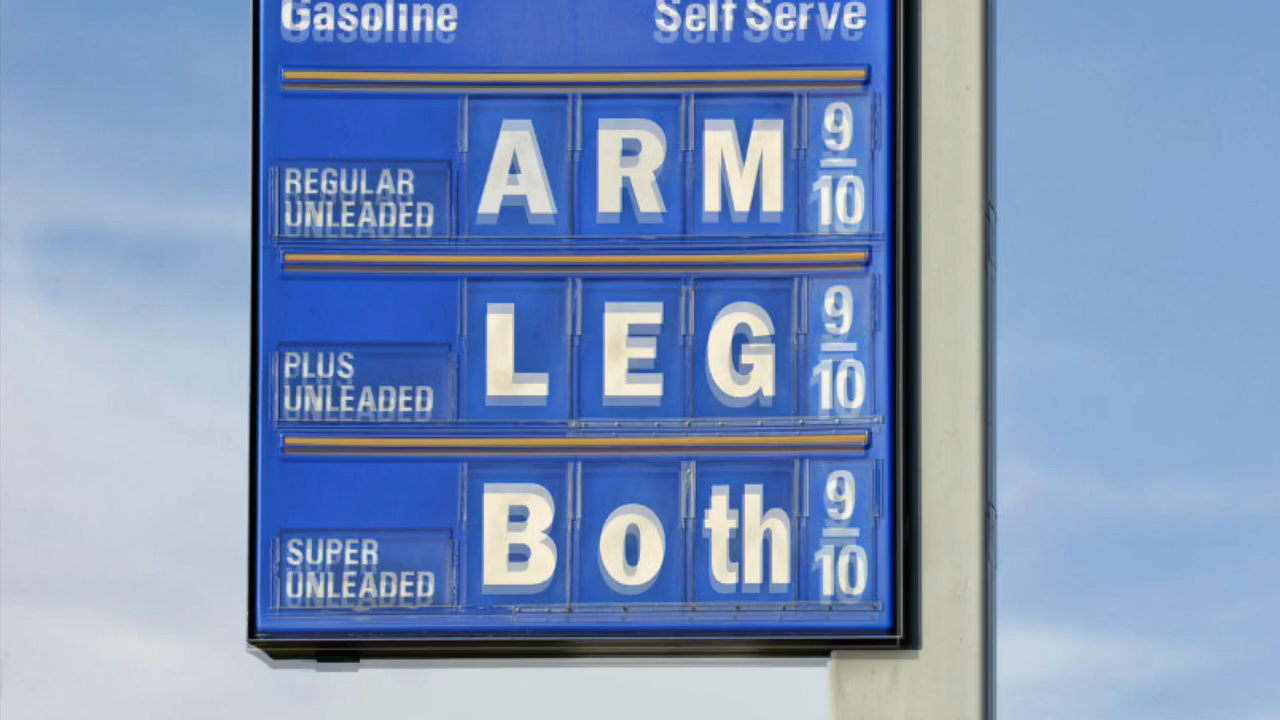 Gasoline Self Serve
REGULAR
UNLEADED
ARM 9/10
PLUS
UNLEADED
LEG 9/10
SUPER
UNLEADED
Both 9/10